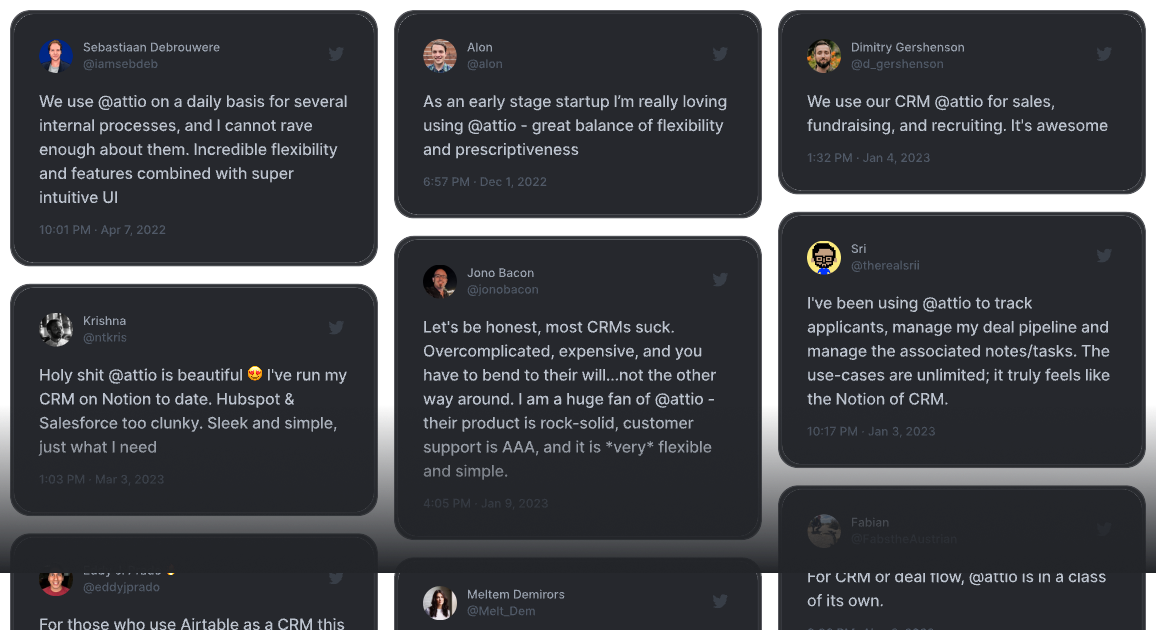 Sebastiaan Debrouwere
@iamsebdeb
We use @attio on a daily basis for several
internal processes, and I cannot rave
enough about them. Incredible flexibility
and features combined with super
intuitive UI
10:01 PM · Apr 7, 2022
Krishna
@ntkris
Holy shit @attio is beautiful 😍 I've run my
CRM on Notion to date. Hubspot &
Salesforce too clunky. Sleek and simple,
just what I need
1:03 PM · Mar 3, 2023
@eddyjprado
For those who use Airtable as a CRM this
Alon
@alon
As an early stage startup I'm really loving
using @attio - great balance of flexibility
and prescriptiveness
6:57 PM · Dec 1, 2022
Jono Bacon
@jonobacon
Let's be honest, most CRMs suck.
Overcomplicated, expensive, and you
have to bend to their will...not the other
way around. I am a huge fan of @attio -
their product is rock-solid, customer
support is AAA, and it is *very* flexible
and simple.
4:05 PM · Jan 9, 2023
Meltem Demirors
@Melt_Dem
Dimitry Gershenson
@d_gershenson
We use our CRM @attio for sales,
fundraising, and recruiting. It's awesome
1:32 PM · Jan 4, 2023
Sri
@therealsrii
I've been using @attio to track
applicants, manage my deal pipeline and
manage the associated notes/tasks. The
use-cases are unlimited; it truly feels like
the Notion of CRM.
10:17 PM · Jan 3, 2023
Fabian
For CRM or deal flow, @attio is in a class
of its own.